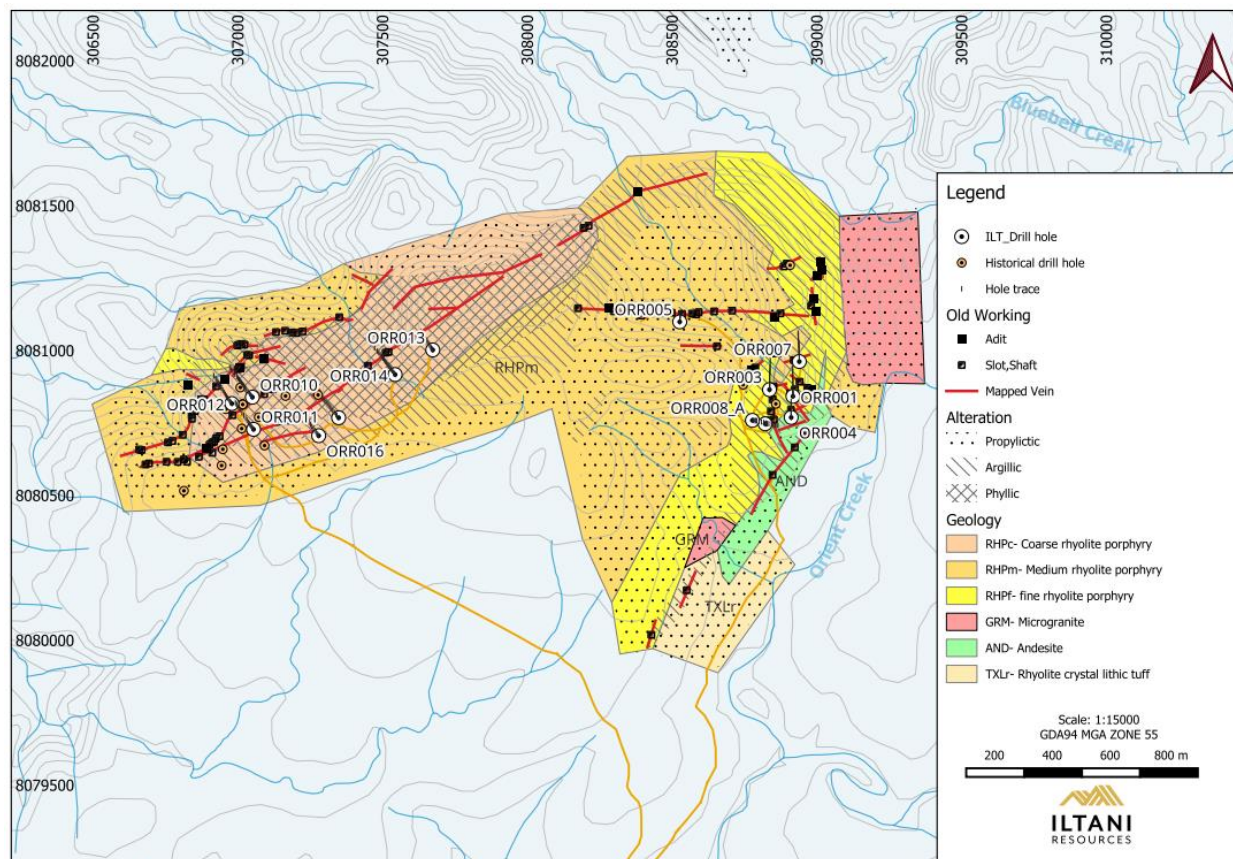 306500
307000
307500
308000
308500
309000
309500
310000
8082000
8081500
8081000
8080500
8080000
8079500
Bluebell Creek
Orient Creek
ORR005
ORR013
ORR007
ORR014
RHPm
ORR003
ORR010
ORR012
ORR001
ORR011
ORR008_A
ORR004
ORR016
AND
GRM
TXLr
Legend
ILT_Drill hole
Historical drill hole
Hole trace
Old Working
Adit
Slot,Shaft
Mapped Vein
Alteration
Propylictic
Argillic
Phyllic
Geology
RHPc- Coarse rhyolite porphyry
RHPm- Medium rhyolite porphyry
RHPf- fine rhyolite porphyry
GRM- Microgranite
AND- Andesite
TXLr- Rhyolite crystal lithic tuff
Scale: 1:15000
GDA94 MGA ZONE 55
200 400 600 800 m
ILTANI
RESOURCES